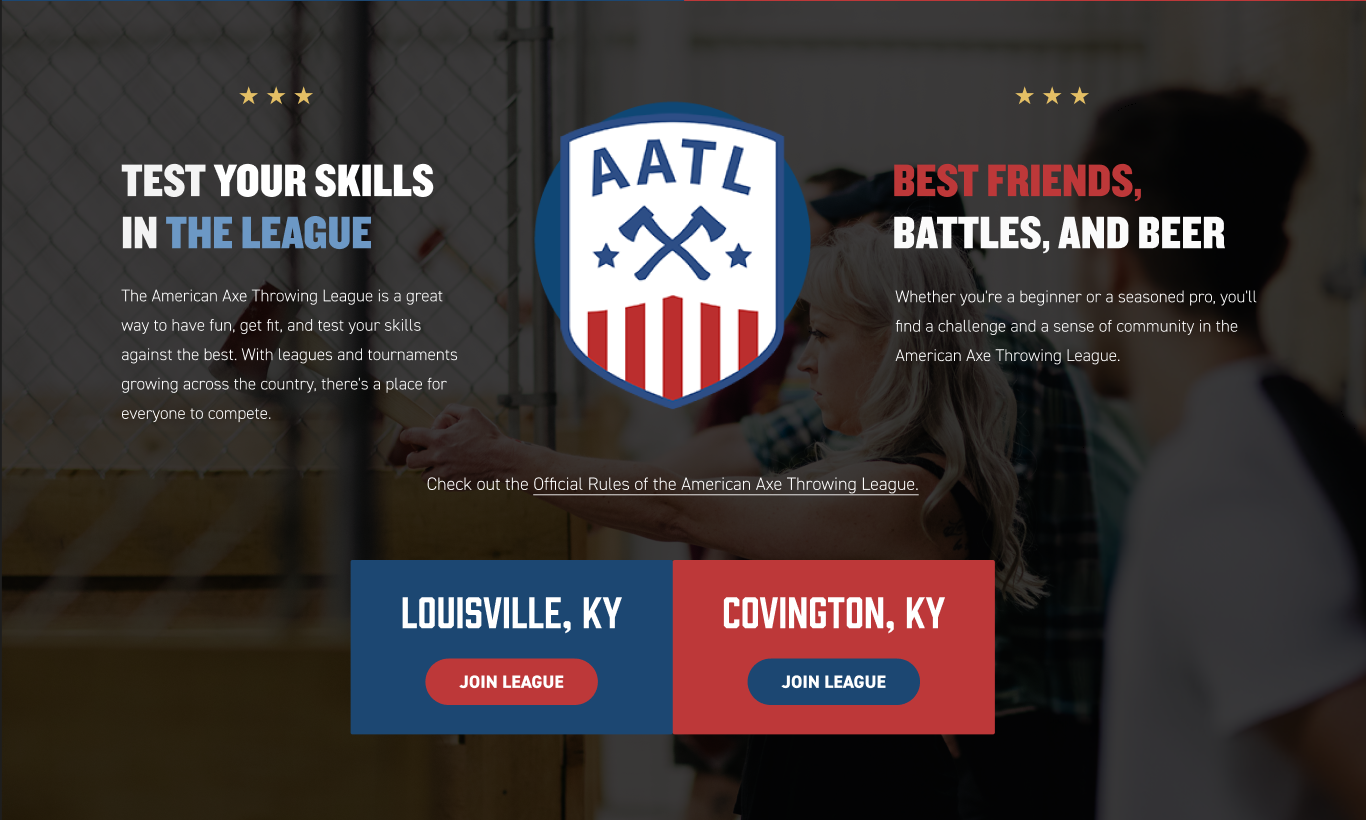 TEST YOUR SKILLS
IN THE LEAGUE
The American Axe Throwing League is a great
way to have fun, get fit, and test your skills
against the best. With leagues and tournaments
growing across the country, there's a place for
everyone to compete.
AATL
BEST FRIENDS,
BATTLES, AND BEER
Whether you're a beginner or a seasoned pro, you'll
find a challenge and a sense of community in the
American Axe Throwing League.
Check out the Official Rules of the American Axe Throwing League.
LOUISVILLE, KY
JOIN LEAGUE
COVINGTON, KY
JOIN LEAGUE